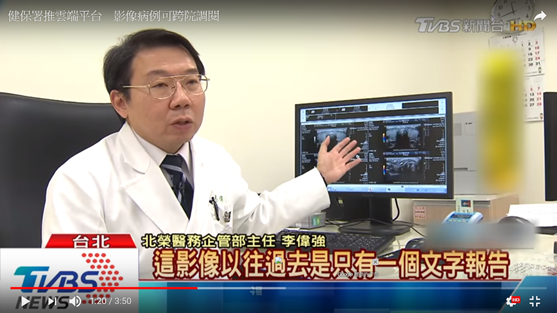 健保署推雲端平台 影像病例可跨院調閱
TVBS新聞台HD
台北
北榮醫務企管部主任 李偉強
這影像以往過去是只有一個文字報告
TVBS
NEWS
1:20 / 3:50
HD